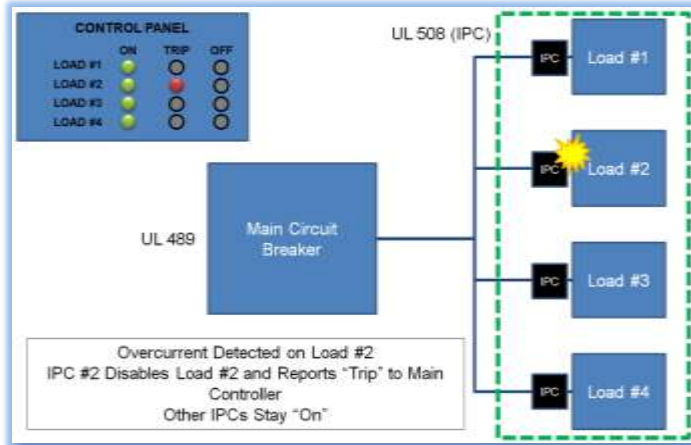 CONTROL PANEL
ON TRIP OFF
LOAD #1
LOAD #2
LOAD #3
LOAD #4
UL 508 (IPC)
IPC Load #1
IPC Load #2
UL 489
Main Circuit
Breaker
IPC Load #3
IPC Load #4
Overcurrent Detected on Load #2
IPC #2 Disables Load #2 and Reports “Trip” to Main
Controller
Other IPCs Stay “On”